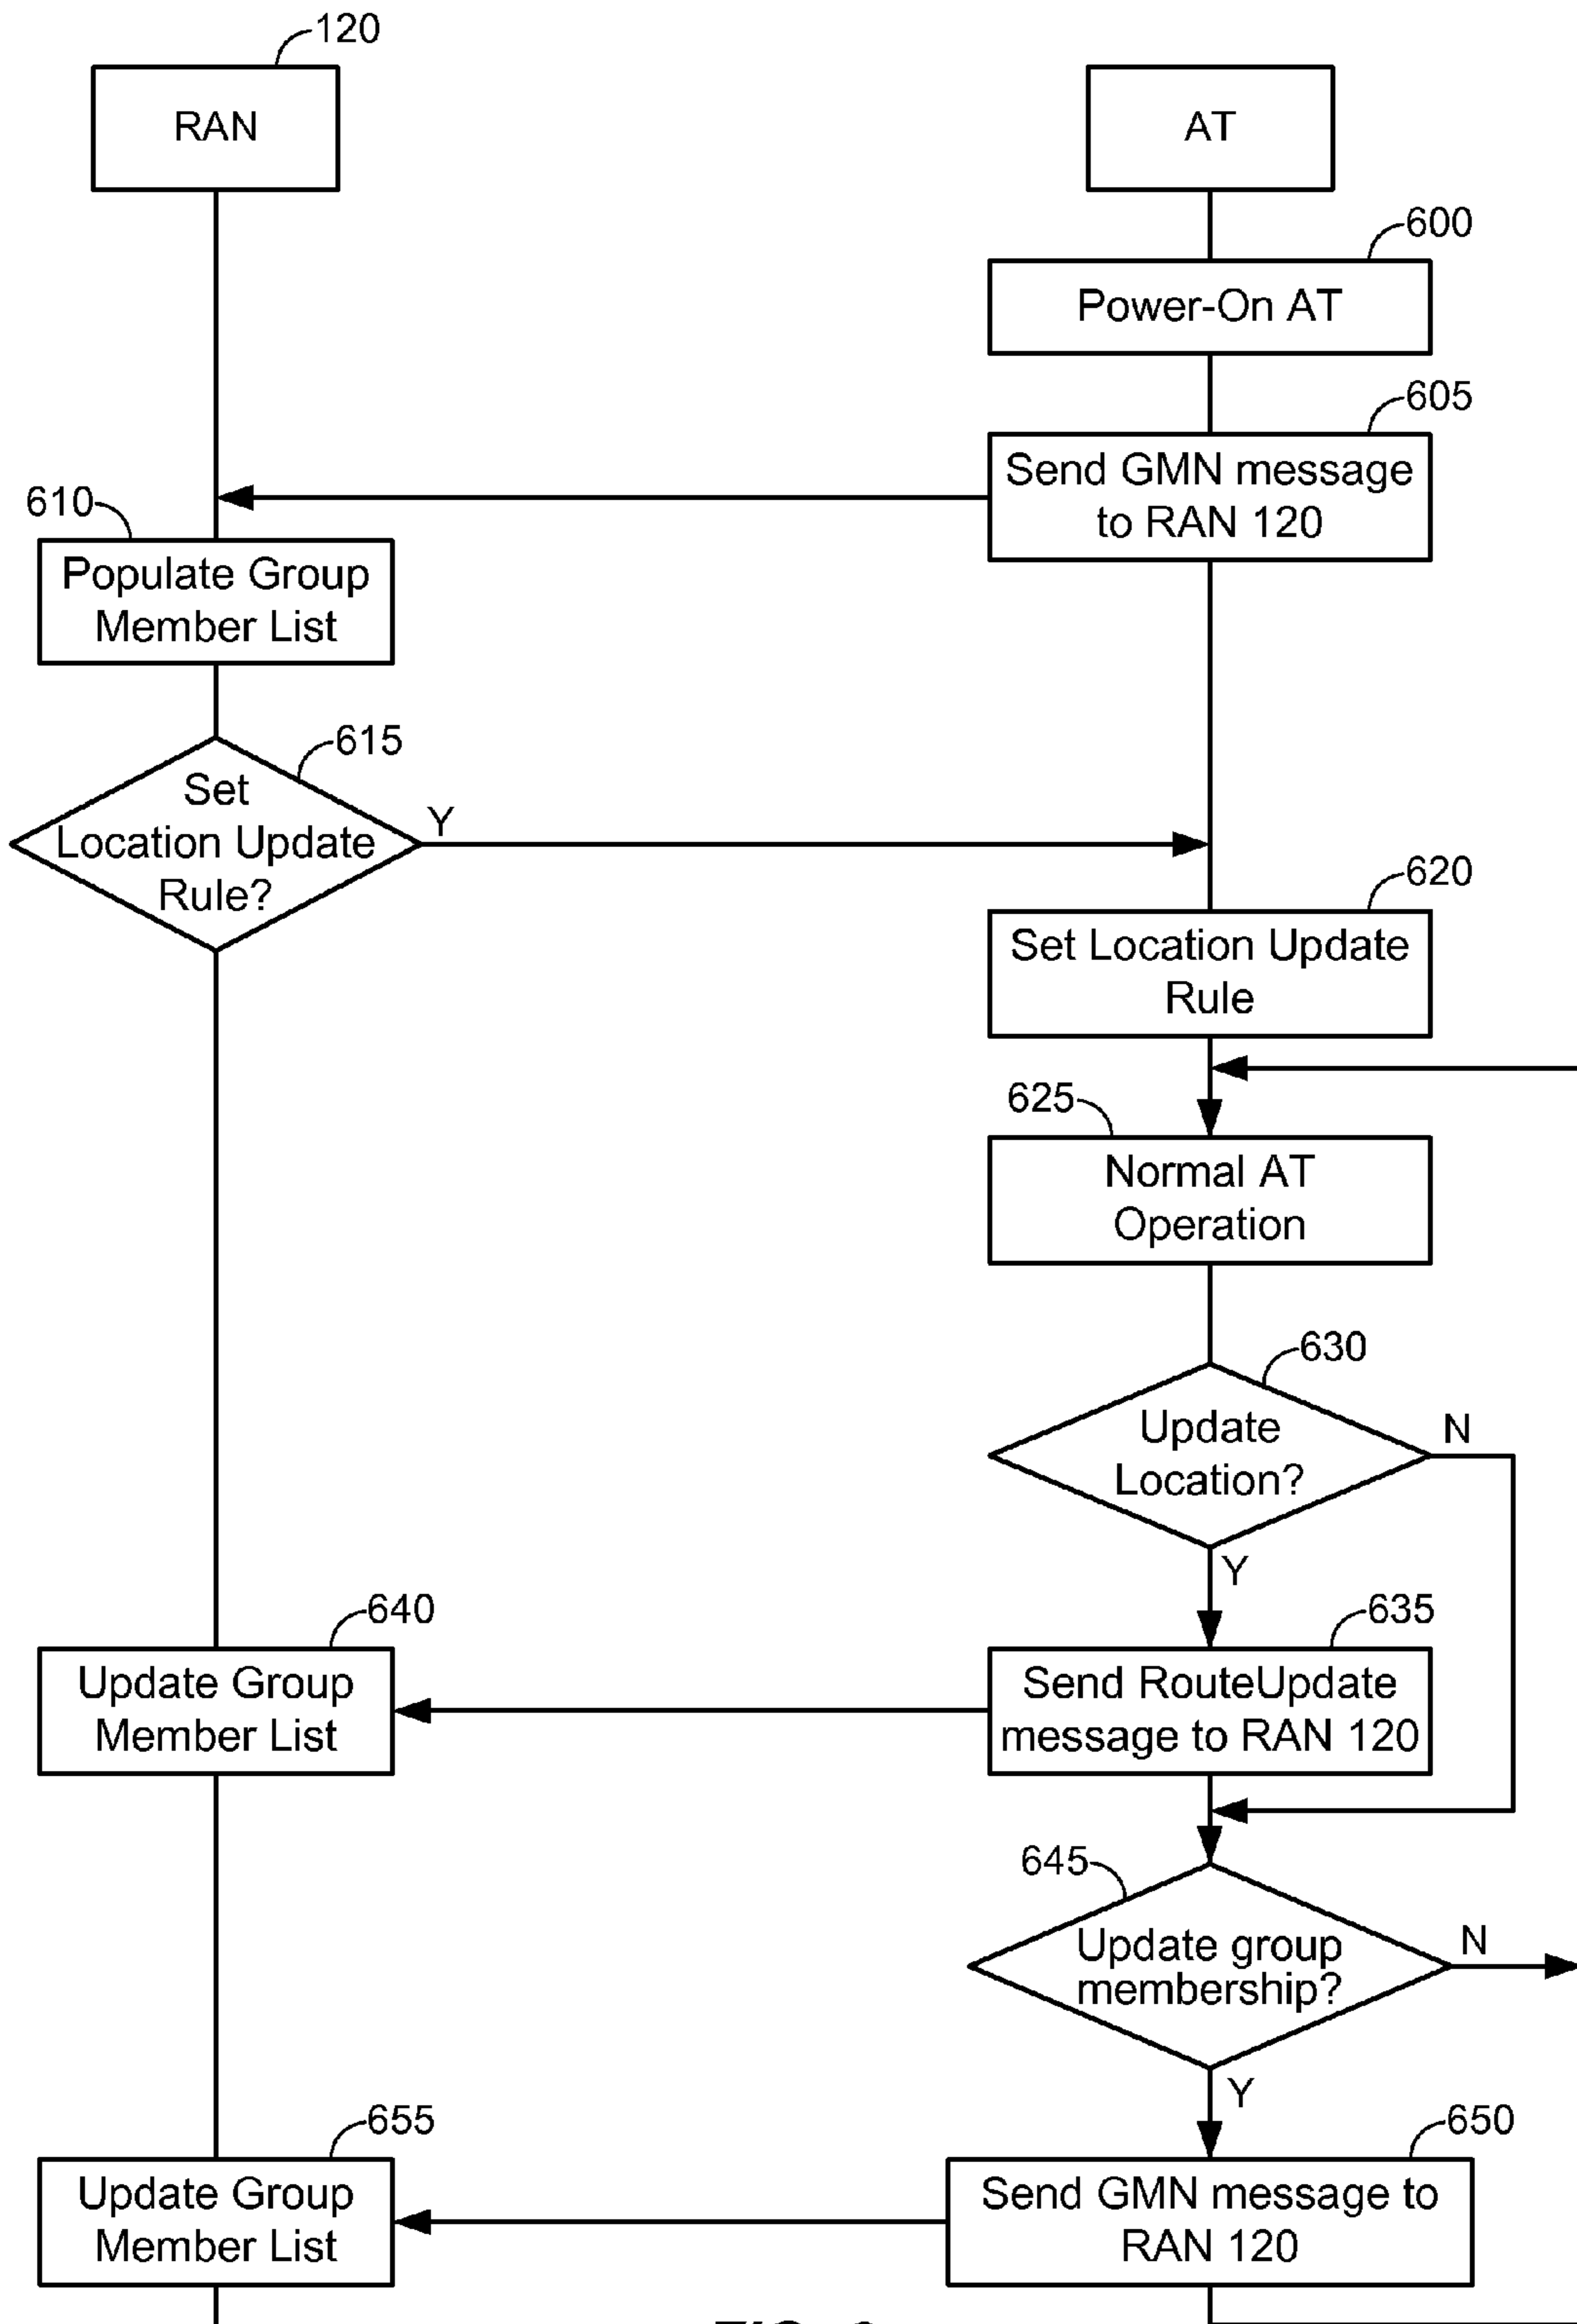 120
RAN
AT
600
Power-On AT
605
Send GMN message
to RAN 120
610
Populate Group
Member List
615
Set
Location Update
Rule?
Y
620
Set Location Update
Rule
625
Normal AT
Operation
630
Update
Location?
N
Y
640
Update Group
Member List
635
Send RouteUpdate
message to RAN 120
645
Update group
membership?
N
Y
655
Update Group
Member List
650
Send GMN message to
RAN 120